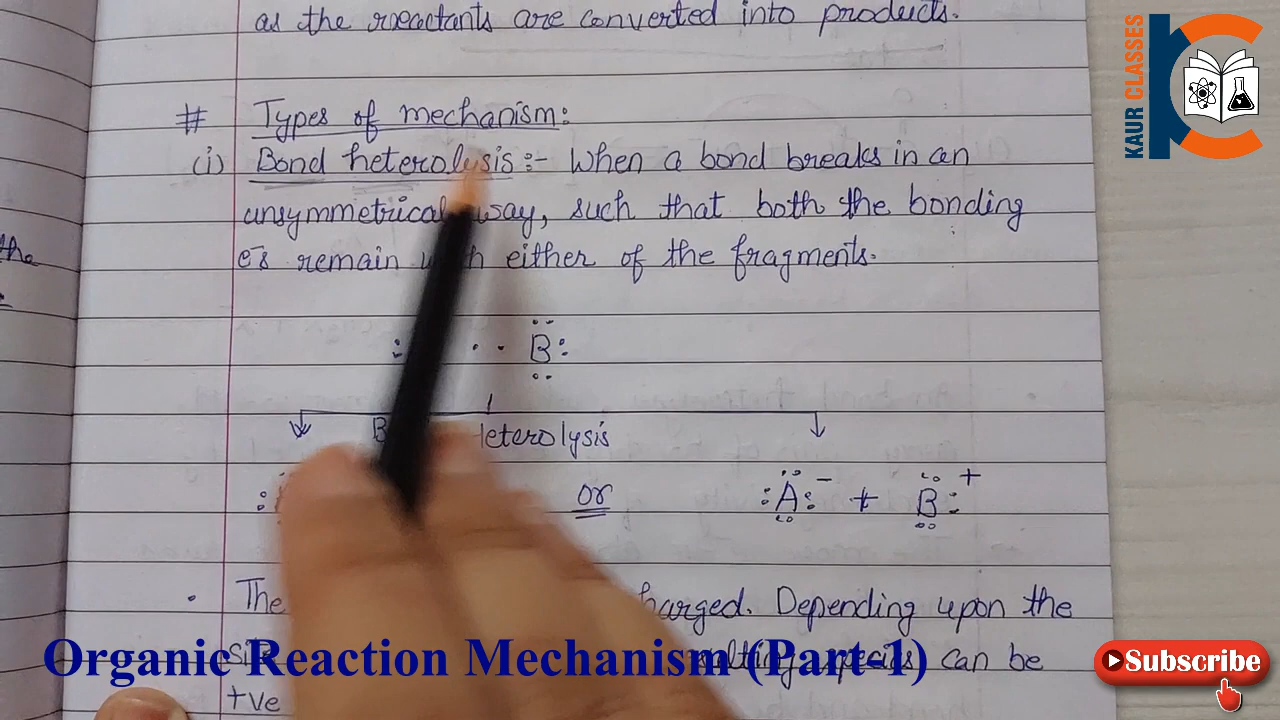 as the reactants are converted into products.
# Types of mechanism:
(i) Bond heterolysis :- When a bond breaks in an
unsymmetrical way, such that both the bonding
es remain either of the fragments.
B
Heterolysis
or
A⁻ + B⁺
. The Depending upon the
can be
+ve
the
Organic Reaction Mechanism (Part-1)
KAUR CLASSES
Subscribe